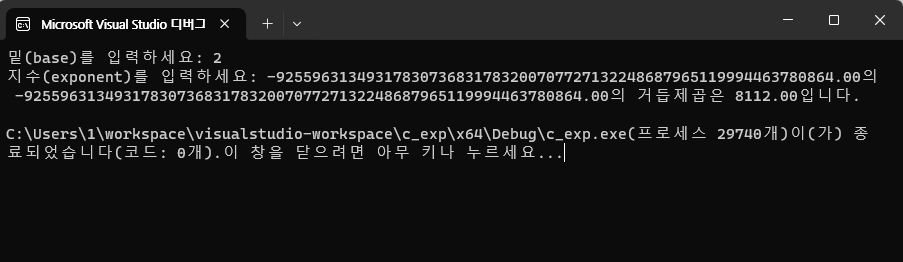 Microsoft Visual Studio 디버그
밑(base)를 입력하세요: 2
지수(exponent)를 입력하세요: -92559631349317830736831783200707727132248687965119994463780864.00의
-92559631349317830736831783200707727132248687965119994463780864.00의 거듭제곱은 8112.00입니다.
C:\Users\1\workspace\visualstudio-workspace\c_exp\x64\Debug\c_exp.exe(프로세스 29740개)이(가) 종
료되었습니다(코드: 0개).이 창을 닫으려면 아무 키나 누르세요...